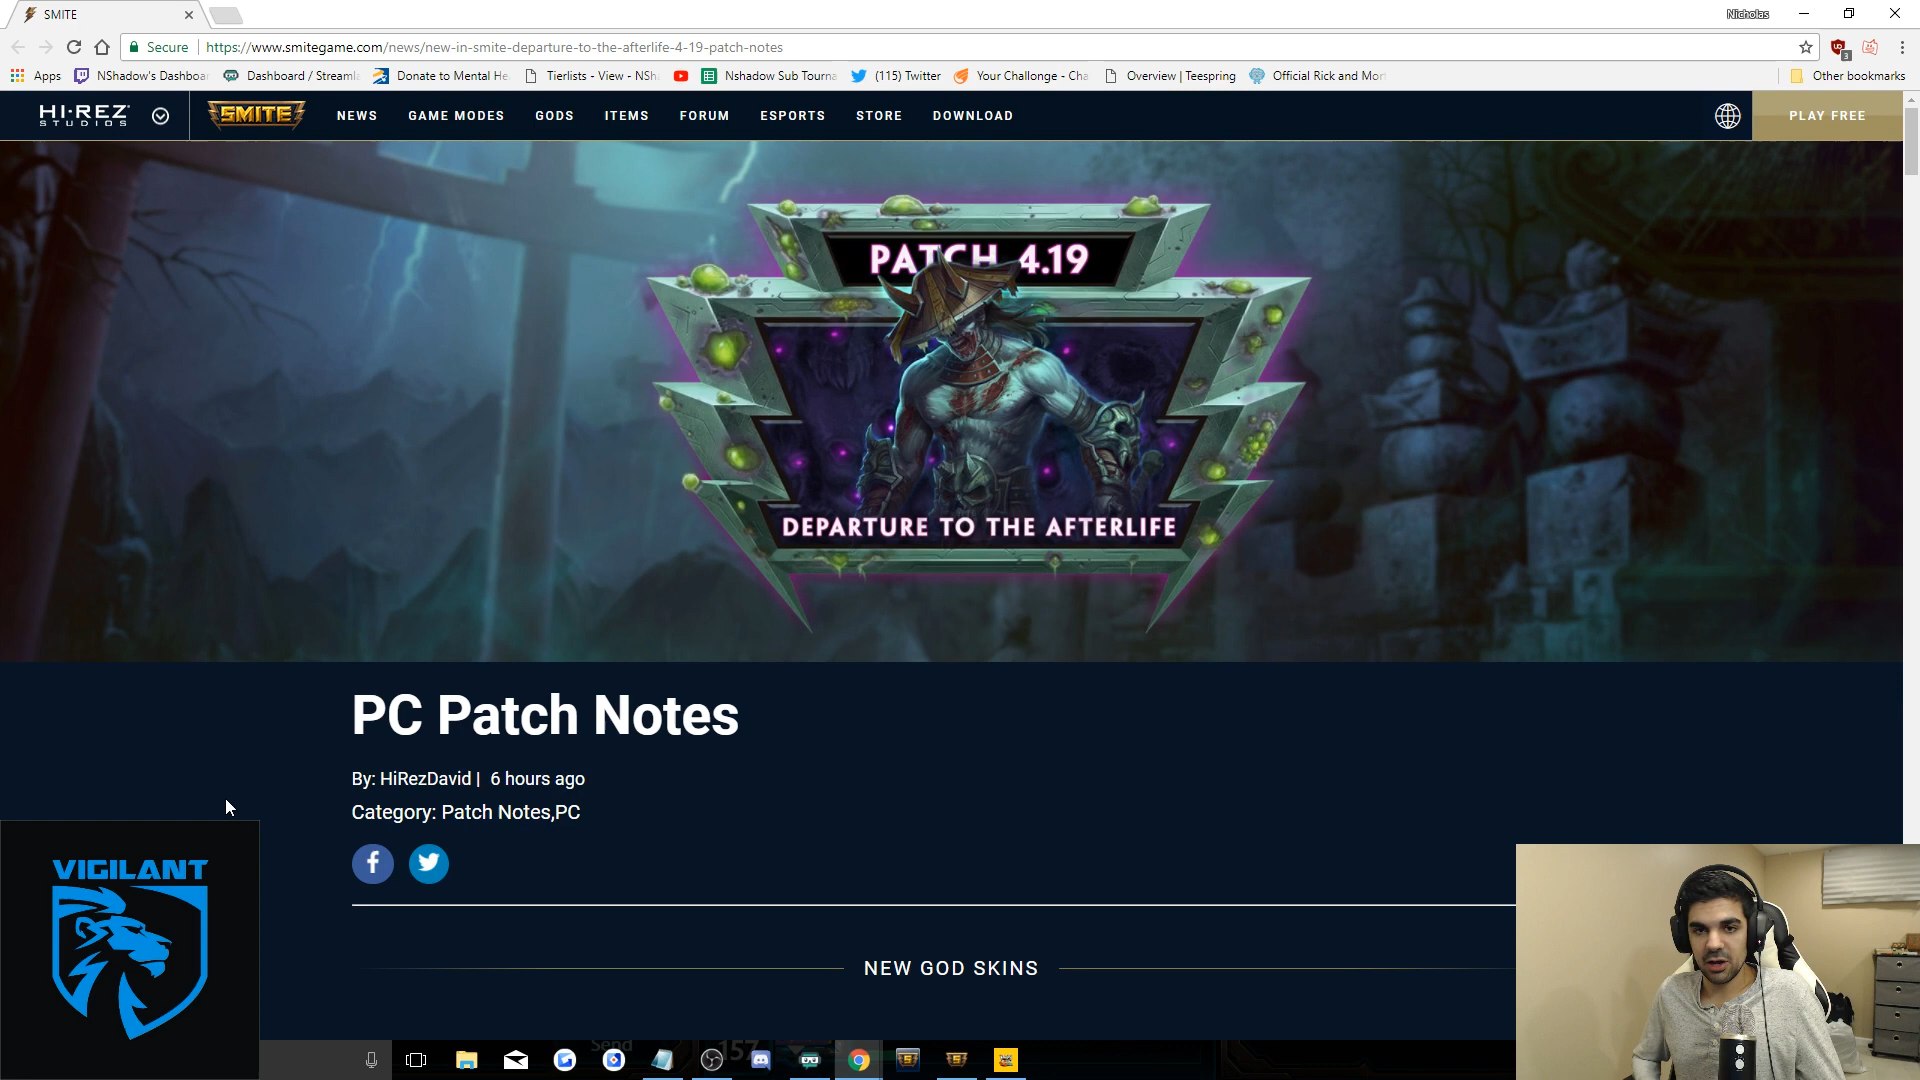 SMITE
Nicholas
Secure https://www.smitegame.com/news/new-in-smite-departure-to-the-afterlife-4-19-patch-notes
Apps NShadow's Dashboar Dashboard / Streamla Donate to Mental He Tierlists - View - NSha Nshadow Sub Tourna (115) Twitter Your Challonge - Cha Overview | Teespring Official Rick and Mor Other bookmarks
HI-REZ STUDIOS SMITE NEWS GAME MODES GODS ITEMS FORUM ESPORTS STORE DOWNLOAD PLAY FREE
PATCH 4.19
DEPARTURE TO THE AFTERLIFE
PC Patch Notes
By: HiRezDavid | 6 hours ago
Category: Patch Notes,PC
VIGILANT
NEW GOD SKINS
Send
157